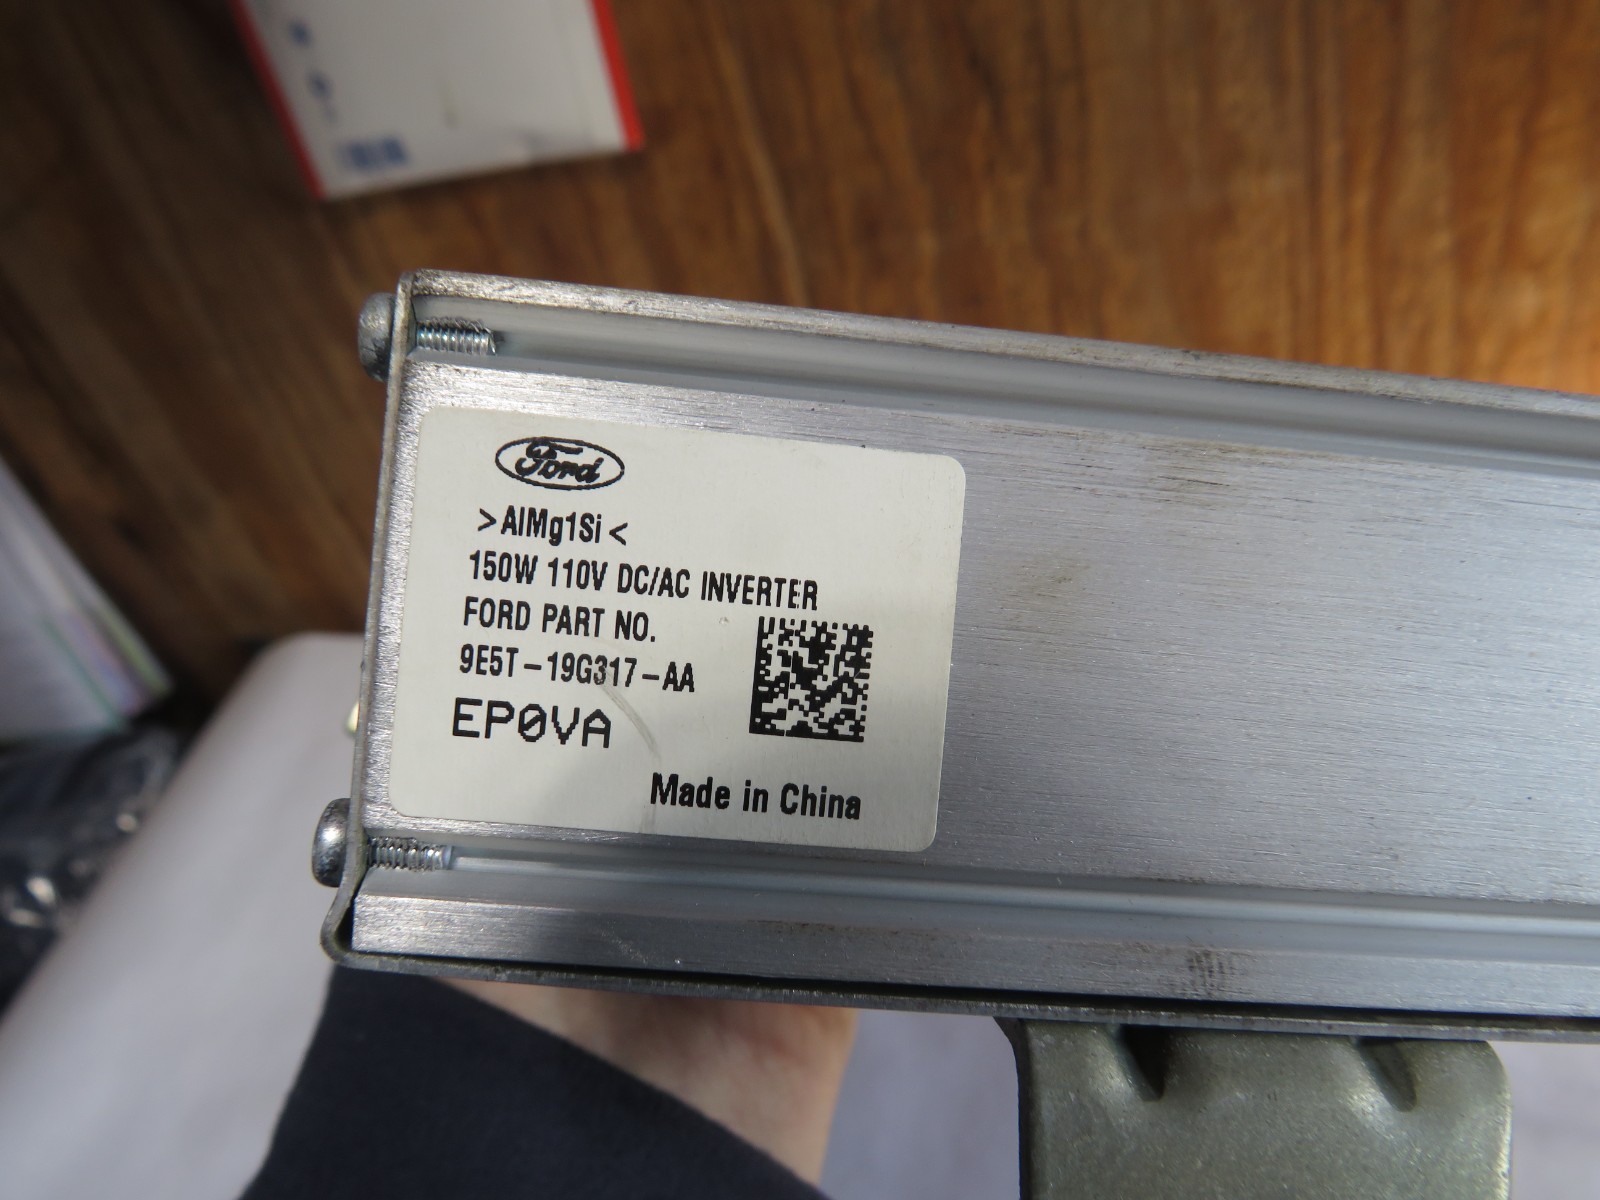 Ford
>AlMg1Si<
150W 110V DC/AC INVERTER
FORD PART NO.
9E5T-19G317-AA
EP0VA
Made in China